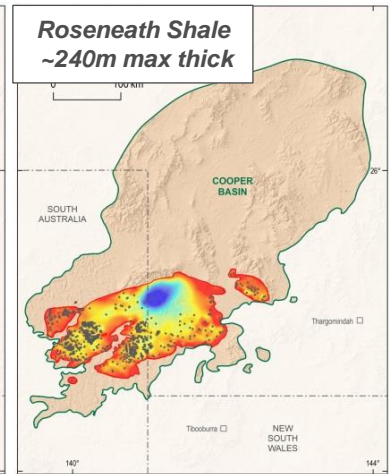 Roseneath Shale
~240m max thick
0 100 km
COOPER
BASIN
26°
SOUTH
AUSTRALIA
Thargomindah
Tibooburra
NEW
SOUTH
WALES
140°
144°